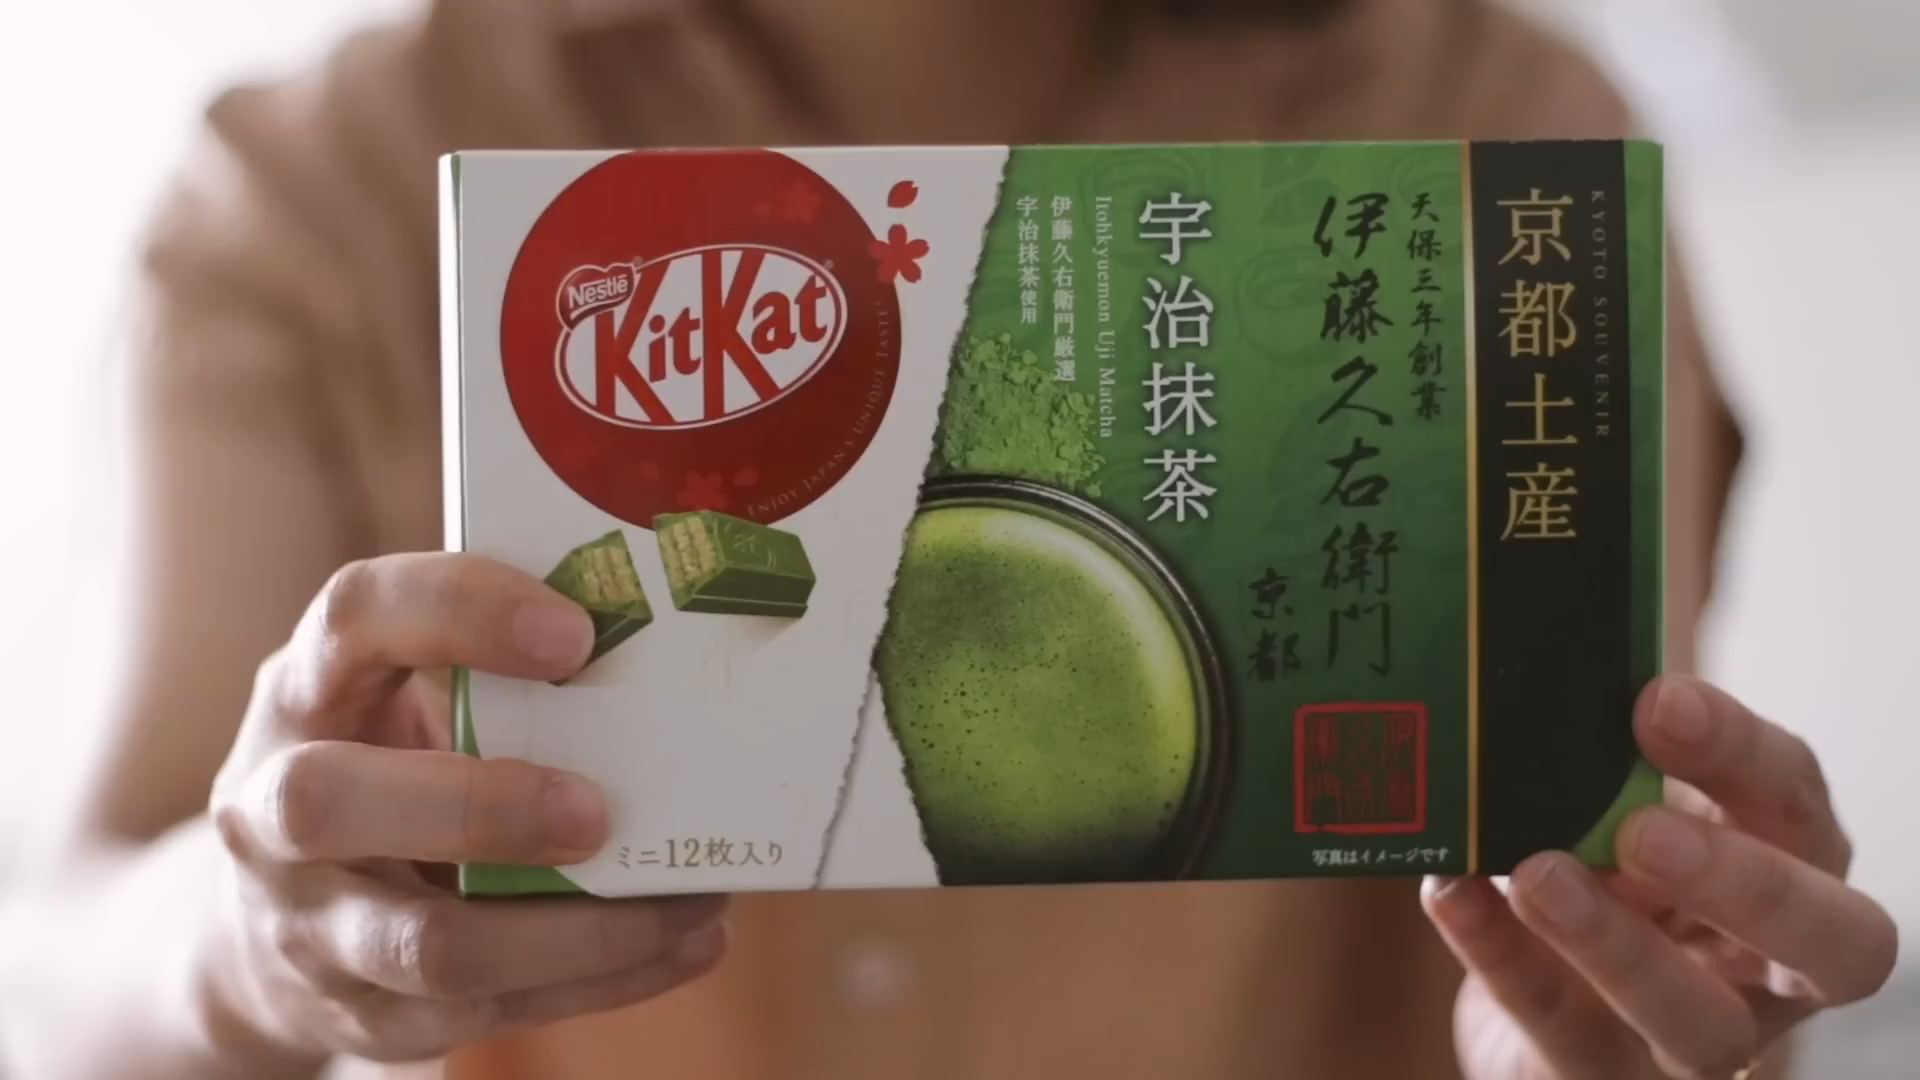 Nestlé
KitKat
ENJOY JAPAN'S UNIQUE TASTE
ミニ12枚入り
京都土産
KYOTO SOUVENIR
天保三年創業
伊藤久右衛門
京都
宇治抹茶
Itohkyuemon Uji Matcha
伊藤久右衛門厳選
宇治抹茶使用
写真はイメージです